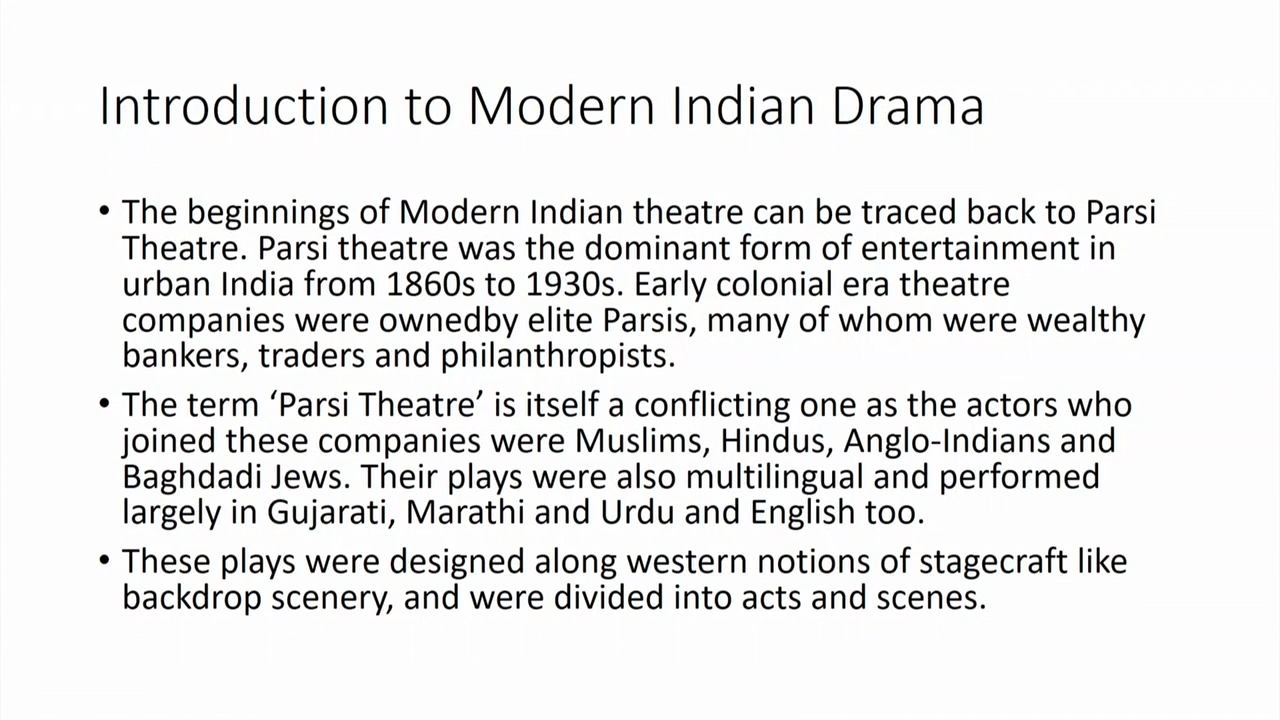 Introduction to Modern Indian Drama
• The beginnings of Modern Indian theatre can be traced back to Parsi
Theatre. Parsi theatre was the dominant form of entertainment in
urban India from 1860s to 1930s. Early colonial era theatre
companies were ownedby elite Parsis, many of whom were wealthy
bankers, traders and philanthropists.
• The term ‘Parsi Theatre’ is itself a conflicting one as the actors who
joined these companies were Muslims, Hindus, Anglo-Indians and
Baghdadi Jews. Their plays were also multilingual and performed
largely in Gujarati, Marathi and Urdu and English too.
• These plays were designed along western notions of stagecraft like
backdrop scenery, and were divided into acts and scenes.